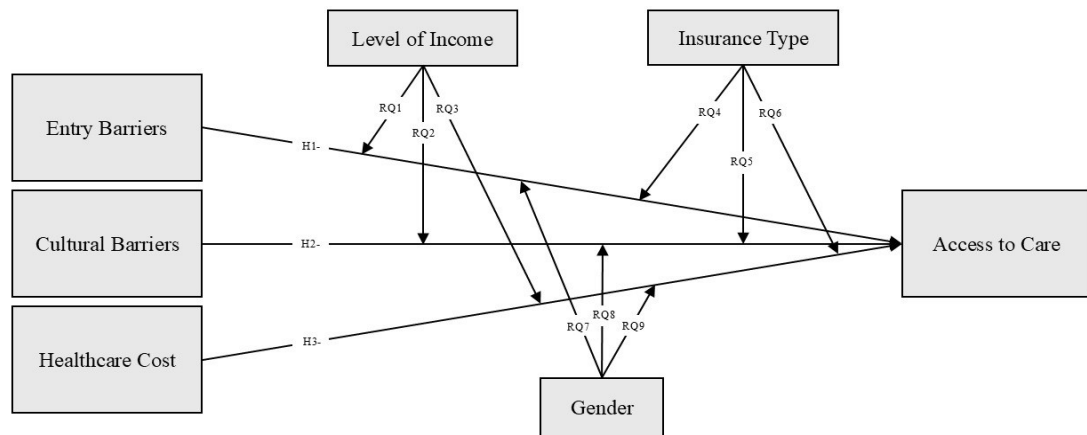 Level of Income
Insurance Type
Entry Barriers
RQ1
RQ3
RQ2
RQ4
RQ6
RQ5
H1-
Cultural Barriers
H2-
Access to Care
Healthcare Cost
H3-
RQ7
RQ8
RQ9
Gender